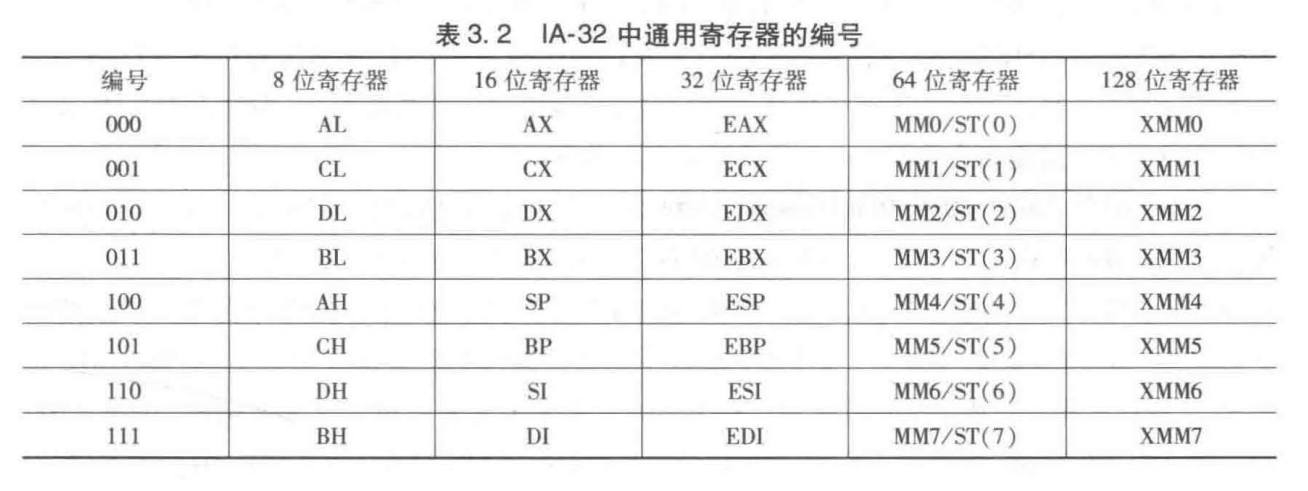 表 3. 2 IA-32 中通用寄存器的编号
编号 8 位寄存器 16 位寄存器 32 位寄存器 64 位寄存器 128 位寄存器
000 AL AX EAX MM0/ST(0) XMM0
001 CL CX ECX MM1/ST(1) XMM1
010 DL DX EDX MM2/ST(2) XMM2
011 BL BX EBX MM3/ST(3) XMM3
100 AH SP ESP MM4/ST(4) XMM4
101 CH BP EBP MM5/ST(5) XMM5
110 DH SI ESI MM6/ST(6) XMM6
111 BH DI EDI MM7/ST(7) XMM7